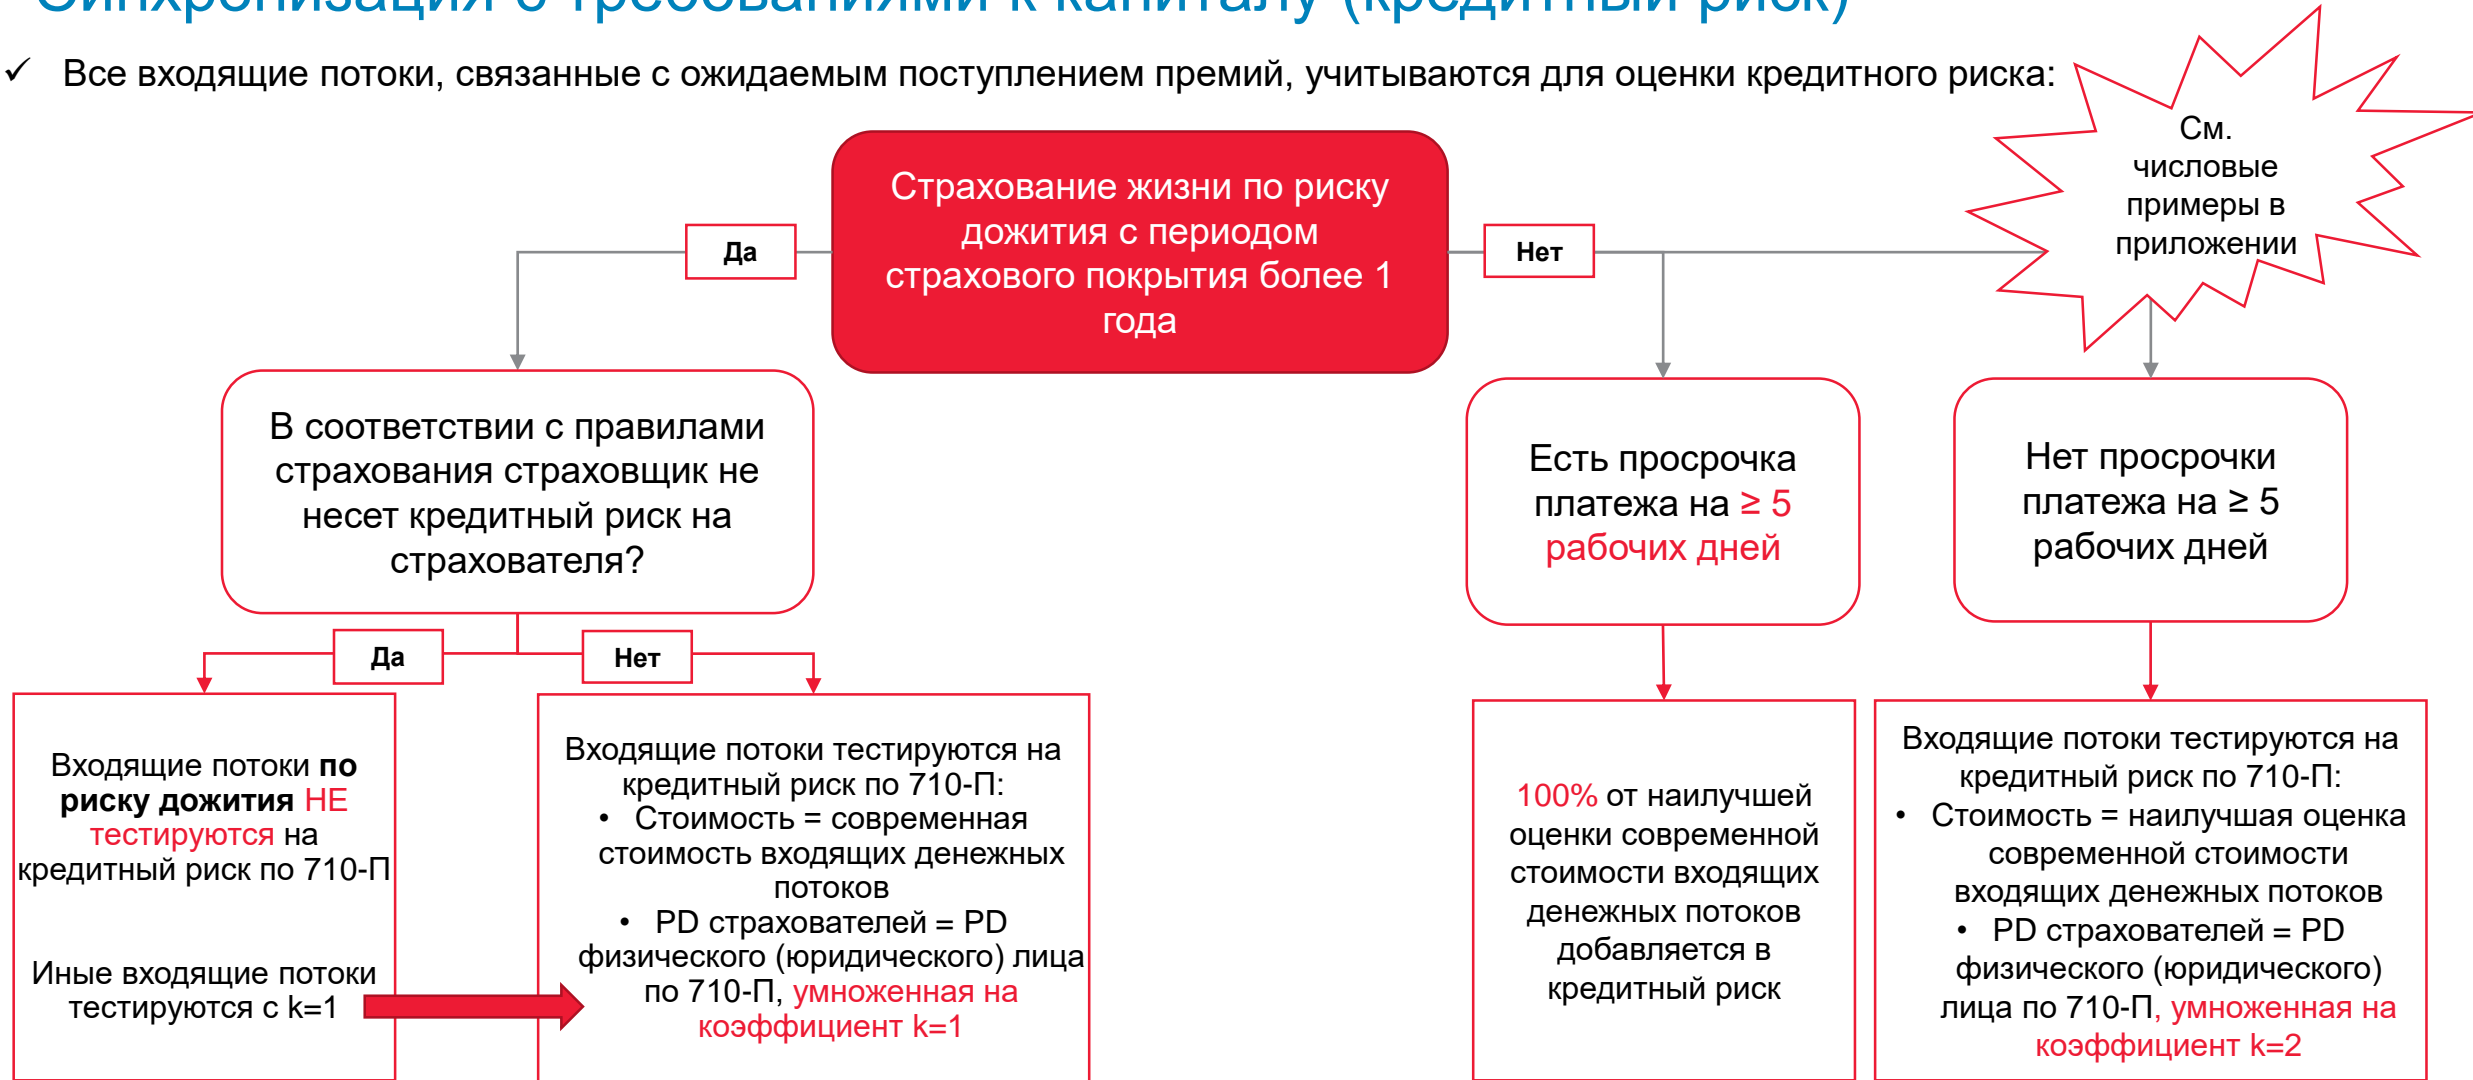 Синхронизация с требованиями к капиталу (кредитный риск)
✓ Все входящие потоки, связанные с ожидаемым поступлением премий, учитываются для оценки кредитного риска:
См.
числовые
примеры в
приложении
Страхование жизни по риску
дожития с периодом
страхового покрытия более 1
года
Да
Нет
В соответствии с правилами
страхования страховщик не
несет кредитный риск на
страхователя?
Есть просрочка
платежа на ≥ 5
рабочих дней
Нет просрочки
платежа на ≥ 5
рабочих дней
Да
Нет
Входящие потоки по
риску дожития НЕ
тестируются на
кредитный риск по 710-П
Иные входящие потоки
тестируются с k=1
Входящие потоки тестируются на
кредитный риск по 710-П:
• Стоимость = современная
стоимость входящих денежных
потоков
• PD страхователей = PD
физического (юридического) лица
по 710-П, умноженная на
коэффициент k=1
100% от наилучшей
оценки современной
стоимости входящих
денежных потоков
добавляется в
кредитный риск
Входящие потоки тестируются на
кредитный риск по 710-П:
• Стоимость = наилучшая оценка
современной стоимости
входящих денежных потоков
• PD страхователей = PD
физического (юридического)
лица по 710-П, умноженная на
коэффициент k=2